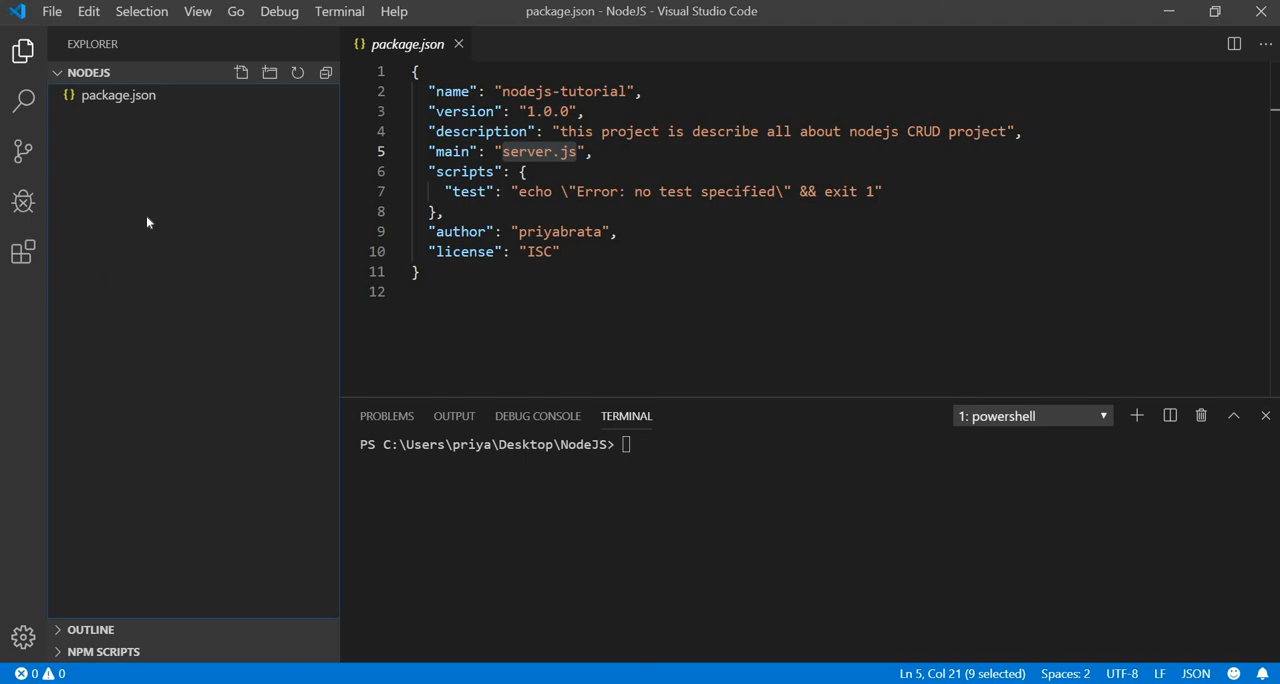 File Edit Selection View Go Debug Terminal Help
package.json - NodeJS - Visual Studio Code
EXPLORER
NODEJS
{} package.json
{} package.json
1 {
2 "name": "nodejs-tutorial",
3 "version": "1.0.0",
4 "description": "this project is describe all about nodejs CRUD project",
5 "main": "server.js",
6 "scripts": {
7 "test": "echo \"Error: no test specified\" && exit 1"
8 },
9 "author": "priyabrata",
10 "license": "ISC"
11 }
12
PROBLEMS OUTPUT DEBUG CONSOLE TERMINAL
1: powershell
PS C:\Users\priya\Desktop\NodeJS>
OUTLINE
NPM SCRIPTS
0 0
Ln 5, Col 21 (9 selected) Spaces: 2 UTF-8 LF JSON